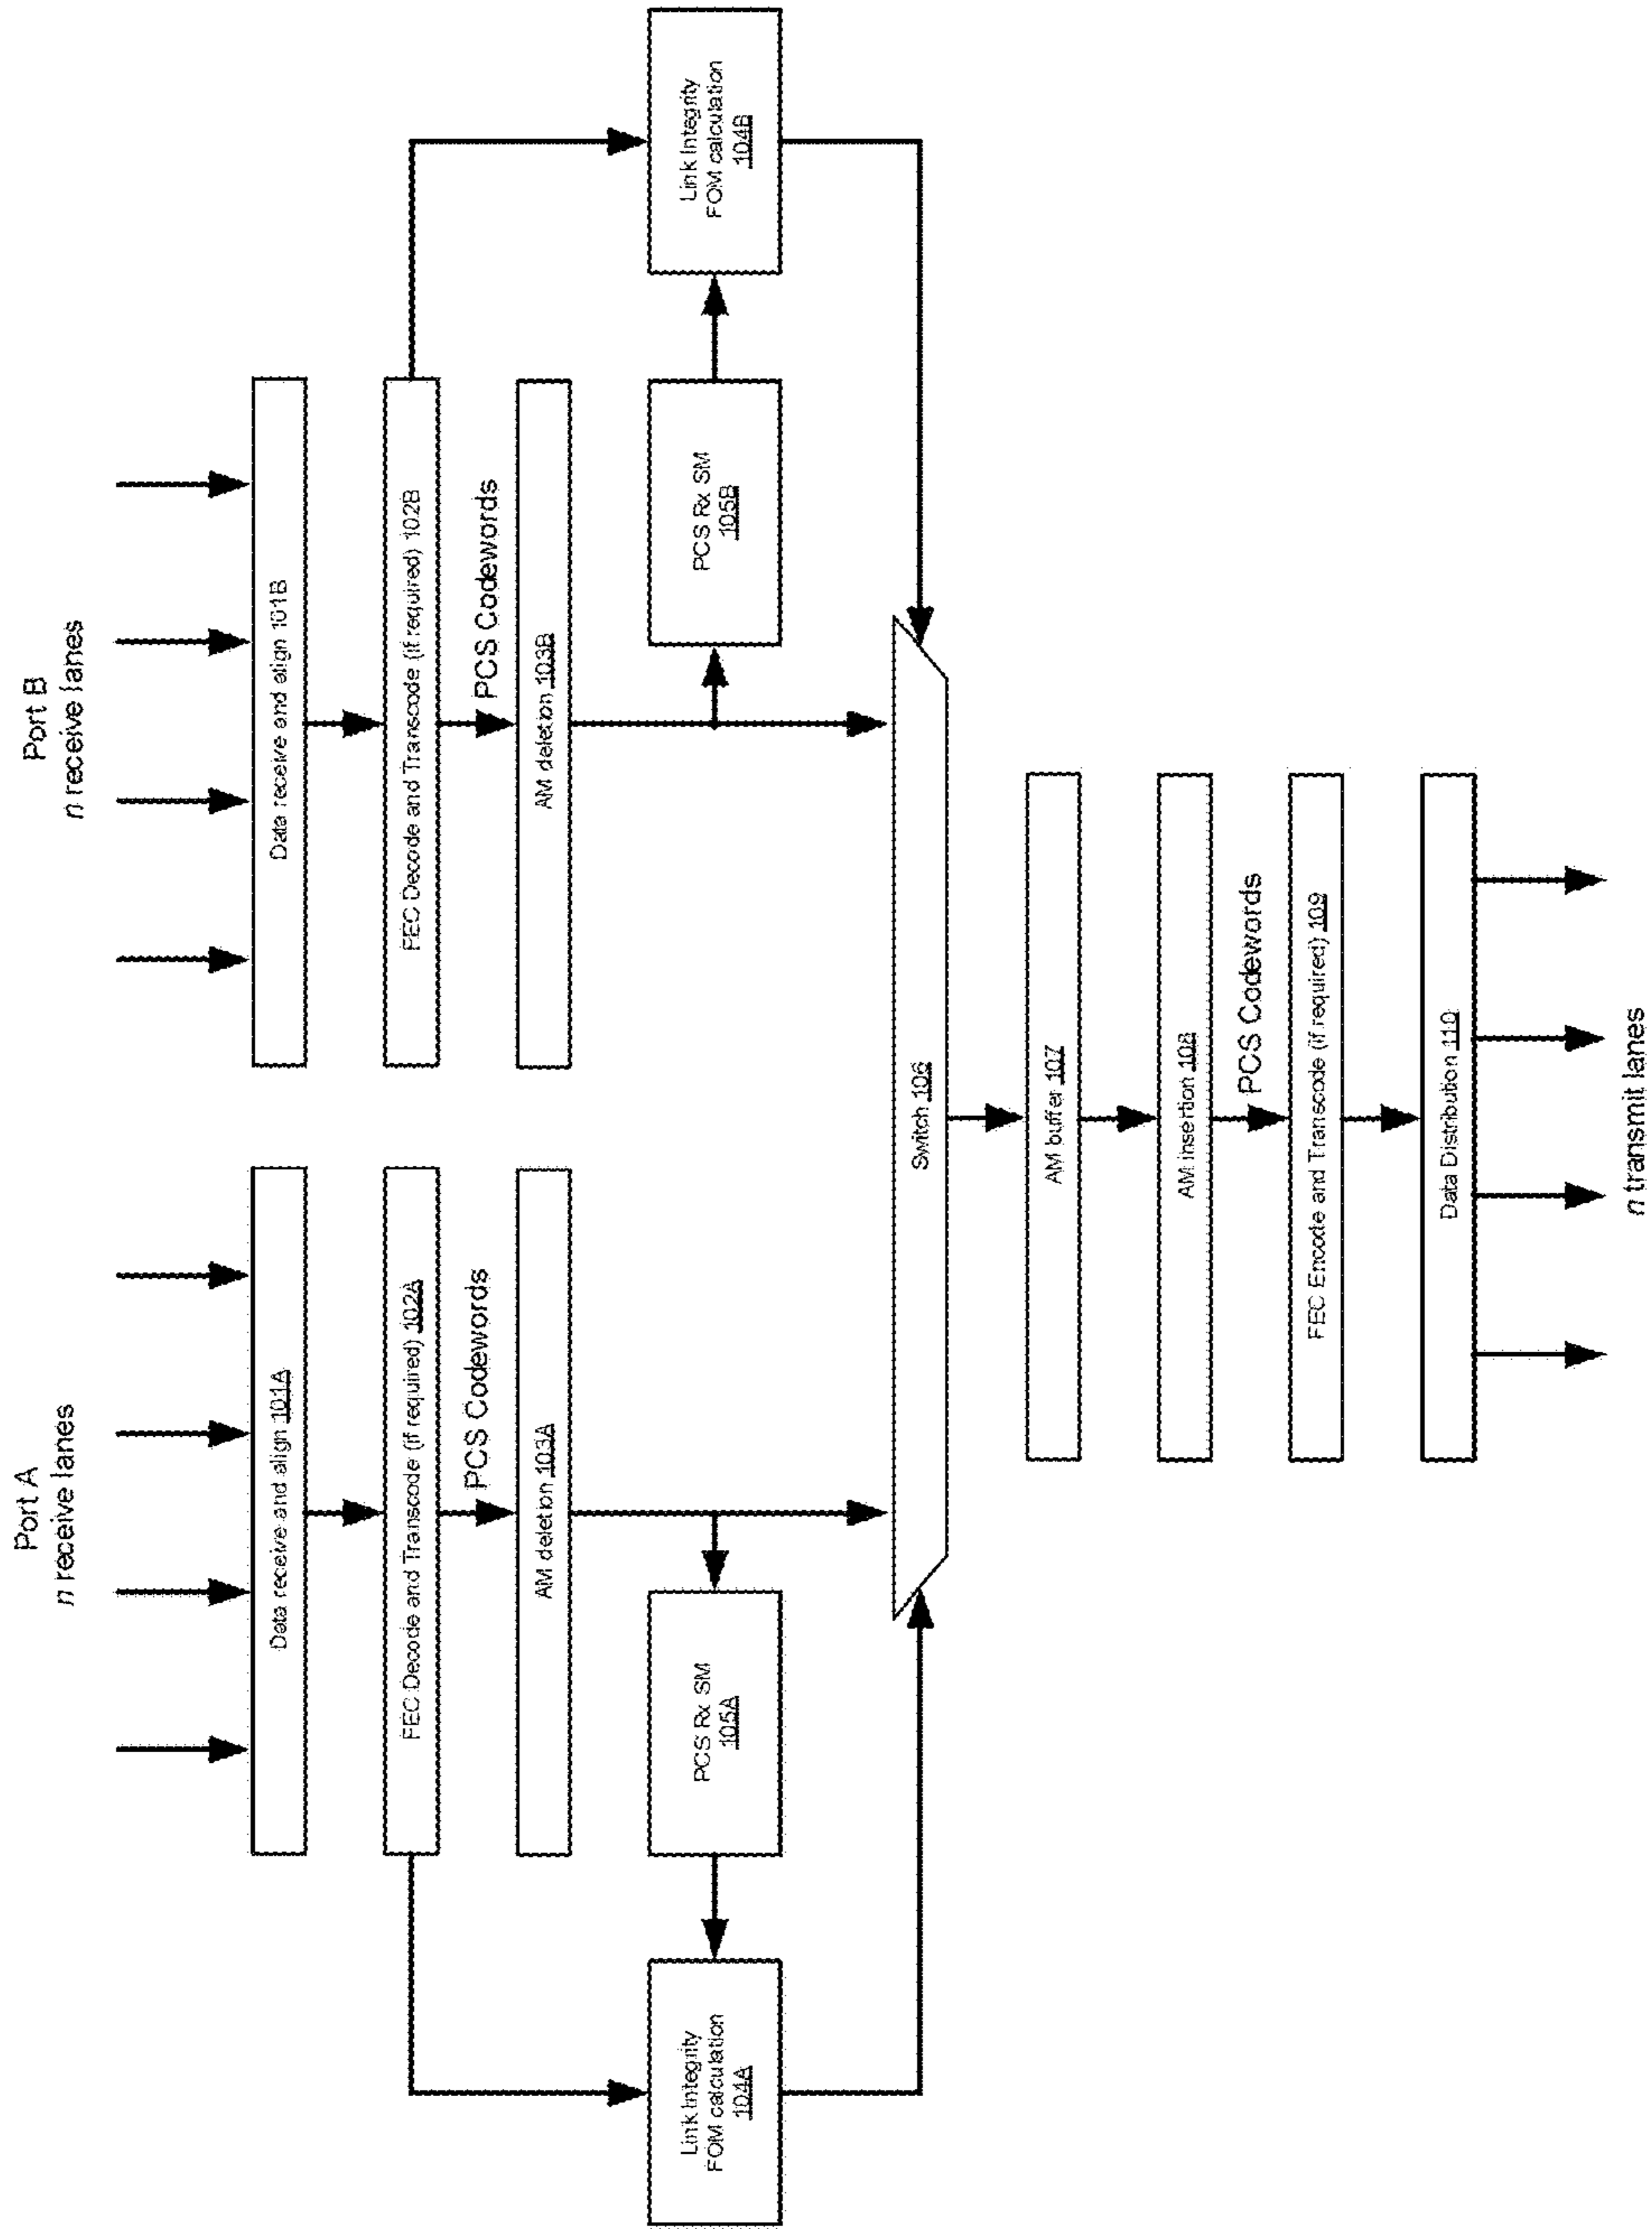 Port A
n receive lanes
Port B
n receive lanes
Data receive and align 101A
Data receive and align 101B
FEC Decode and Transcode (if required) 102A
FEC Decode and Transcode (if required) 102B
PCS Codewords
PCS Codewords
AM deletion 103A
AM deletion 103B
Link Integrity
FOM calculation
104A
PCS Rx SM
105A
PCS Rx SM
105B
Link Integrity
FOM calculation
104B
Switch 106
AM buffer 107
AM insertion 108
PCS Codewords
FEC Encode and Transcode (if required) 109
Data Distribution 110
n transmit lanes